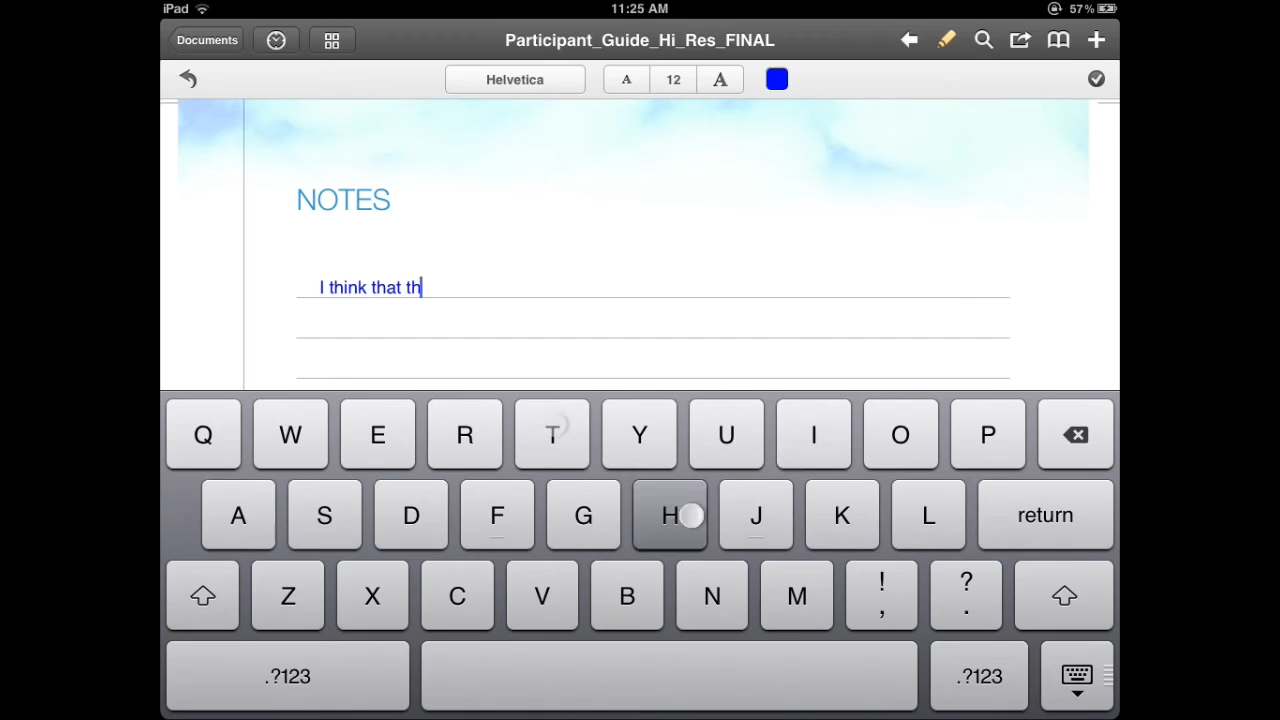 iPad 11:25 AM 57%
Documents Participant_Guide_Hi_Res_FINAL
Helvetica A 12 A
NOTES
I think that th
Q W E R T Y U I O P
A S D F G H J K L return
Z X C V B N M ! , ? .
.?123 .?123